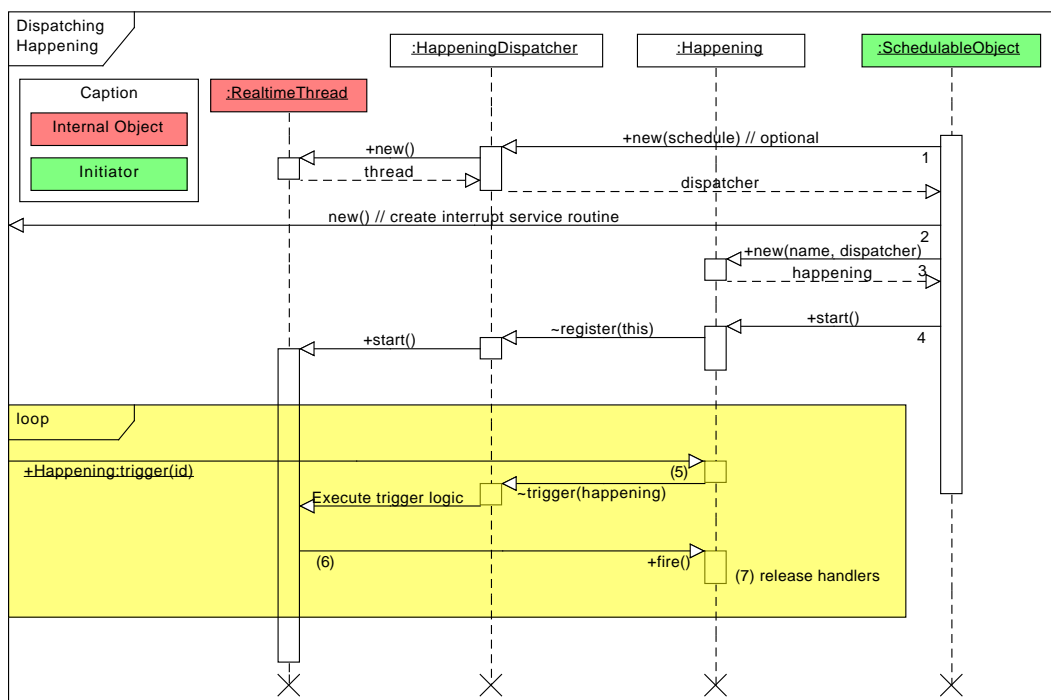 Dispatching
Happening
:HappeningDispatcher
:Happening
:SchedulableObject
Caption
:RealtimeThread
Internal Object
Initiator
+new(schedule) // optional
1
+new()
thread
dispatcher
new() // create interrupt service routine
2
+new(name, dispatcher)
happening
3
+start()
~register(this)
+start()
4
loop
+Happening:trigger(id)
(5)
~trigger(happening)
Execute trigger logic
(6)
+fire()
(7) release handlers